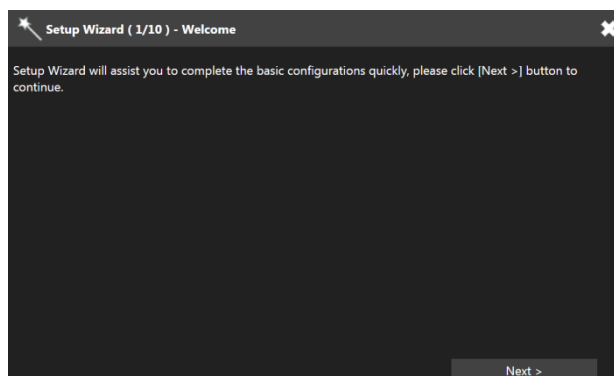 Setup Wizard ( 1/10 ) - Welcome
Setup Wizard will assist you to complete the basic configurations quickly, please click [Next >] button to
continue.
Next >